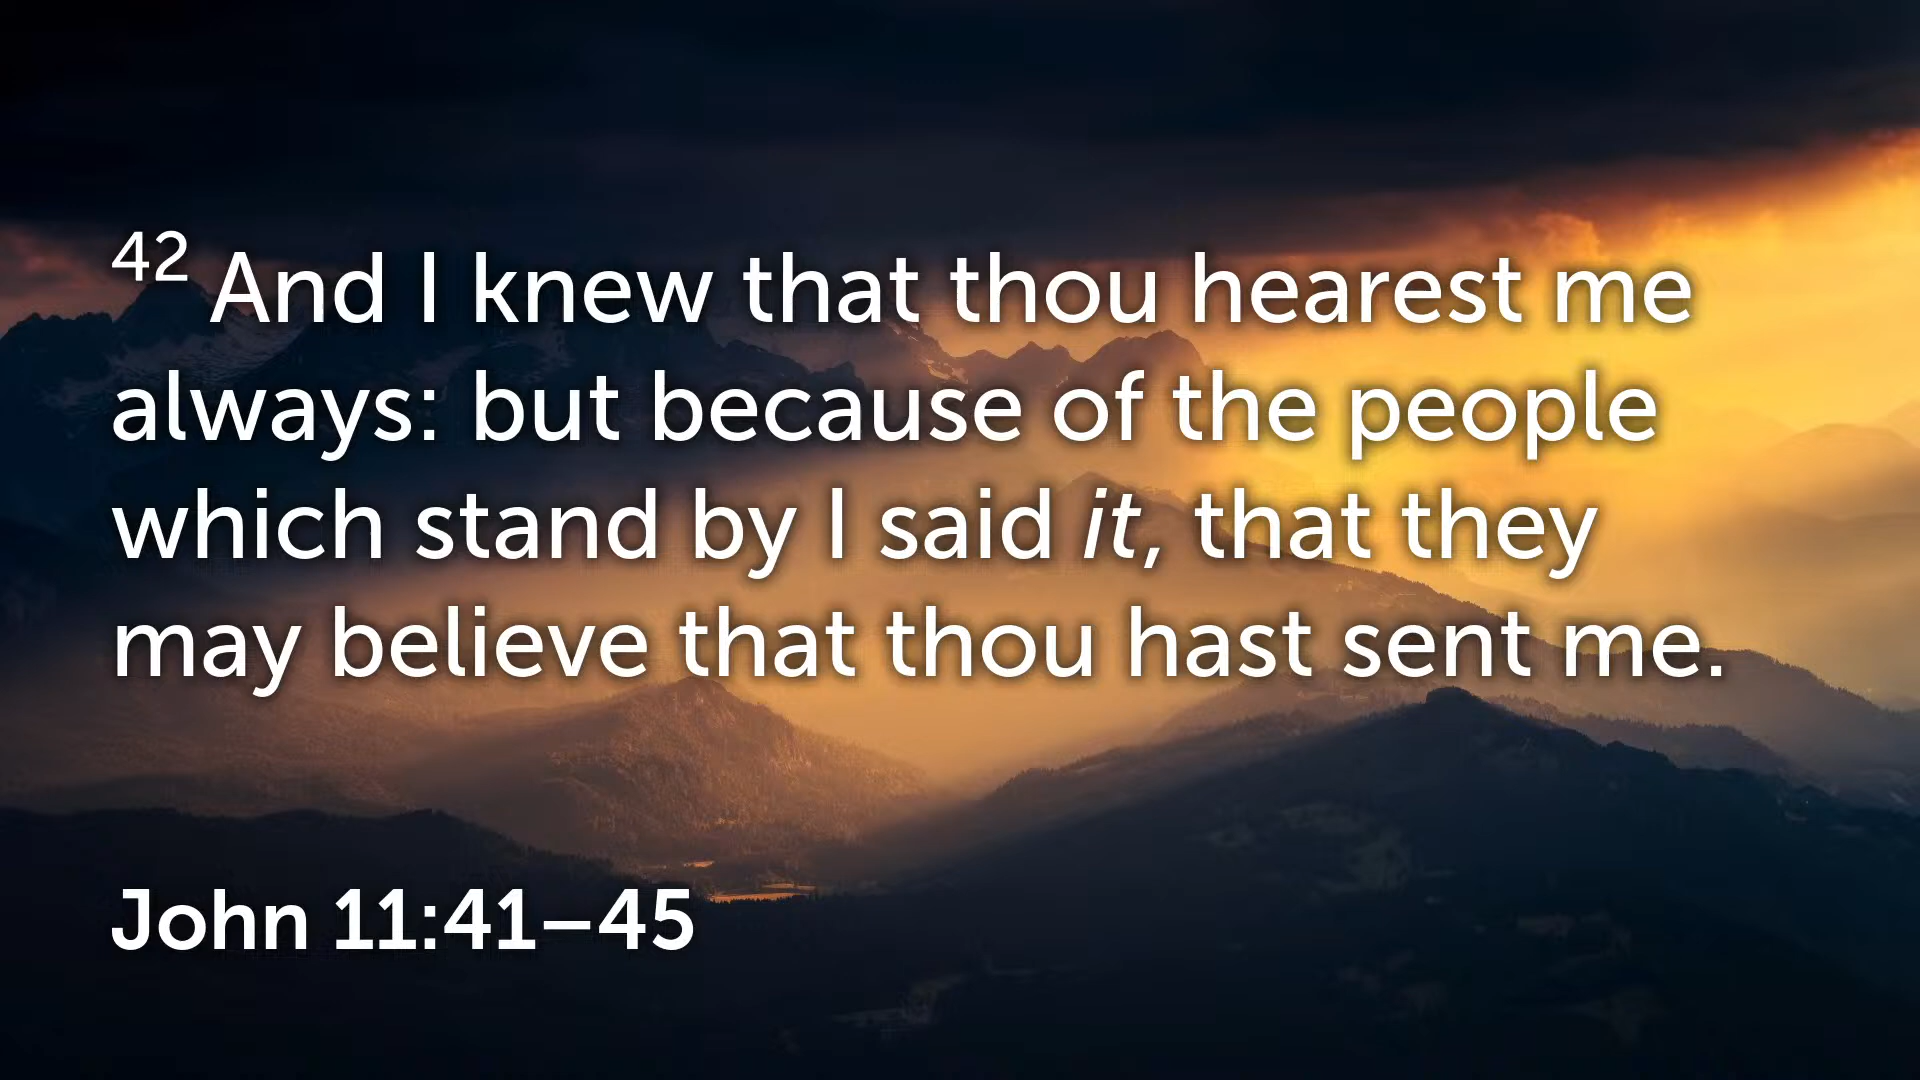 42 And I knew that thou hearest me
always: but because of the people
which stand by I said it, that they
may believe that thou hast sent me.
John 11:41–45